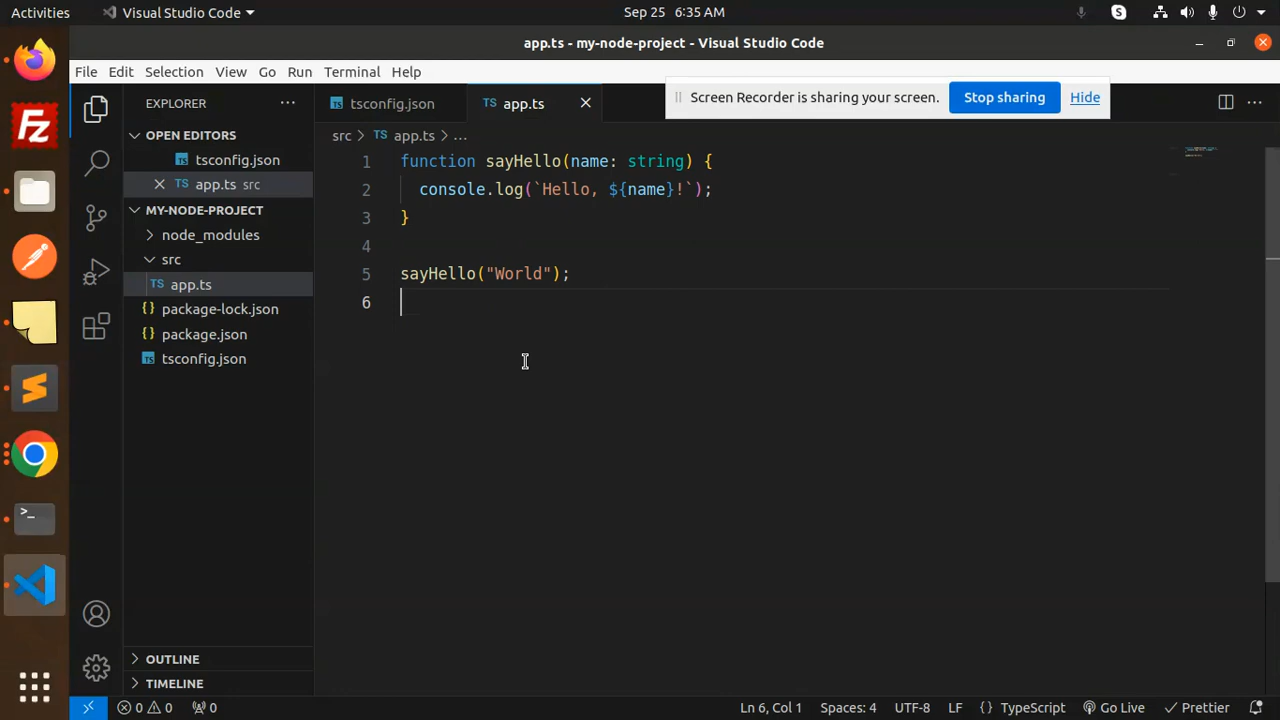 Activities
Visual Studio Code
Sep 25 6:35 AM
app.ts - my-node-project - Visual Studio Code
File Edit Selection View Go Run Terminal Help
Screen Recorder is sharing your screen. Stop sharing Hide
EXPLORER
tsconfig.json
TS app.ts
OPEN EDITORS
TS tsconfig.json
TS app.ts src
MY-NODE-PROJECT
node_modules
src
TS app.ts
{} package-lock.json
{} package.json
TS tsconfig.json
OUTLINE
TIMELINE
src > TS app.ts > ...
1 function sayHello(name: string) {
2 console.log(`Hello, ${name}!`);
3 }
4
5 sayHello("World");
6
Fz
S
>_
0 0 0 Ln 6, Col 1 Spaces: 4 UTF-8 LF {} TypeScript Go Live Prettier